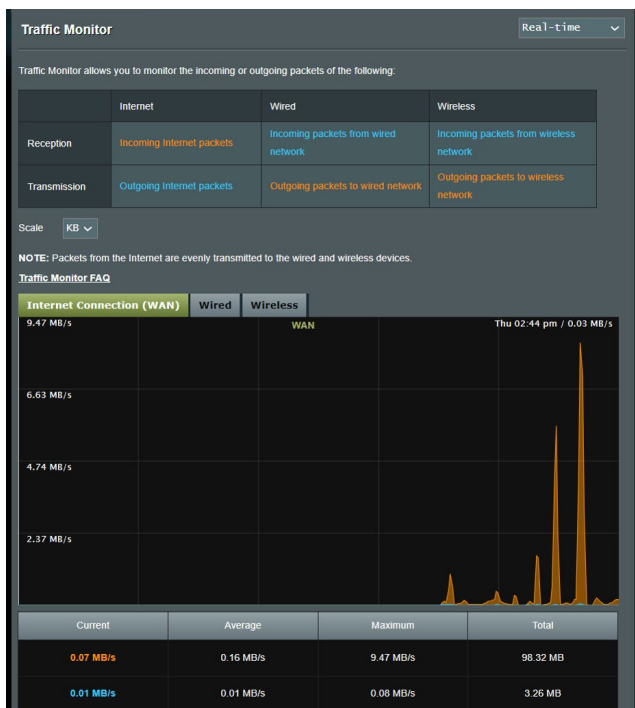 Traffic Monitor
Real-time
Traffic Monitor allows you to monitor the incoming or outgoing packets of the following:
Internet Wired Wireless
Reception Incoming Internet packets Incoming packets from wired network Incoming packets from wireless network
Transmission Outgoing Internet packets Outgoing packets to wired network Outgoing packets to wireless network
Scale KB
NOTE: Packets from the Internet are evenly transmitted to the wired and wireless devices.
Traffic Monitor FAQ
Internet Connection (WAN) Wired Wireless
9.47 MB/s WAN Thu 02:44 pm / 0.03 MB/s
6.63 MB/s
4.74 MB/s
2.37 MB/s
Current Average Maximum Total
0.07 MB/s 0.16 MB/s 9.47 MB/s 98.32 MB
0.01 MB/s 0.01 MB/s 0.08 MB/s 3.26 MB